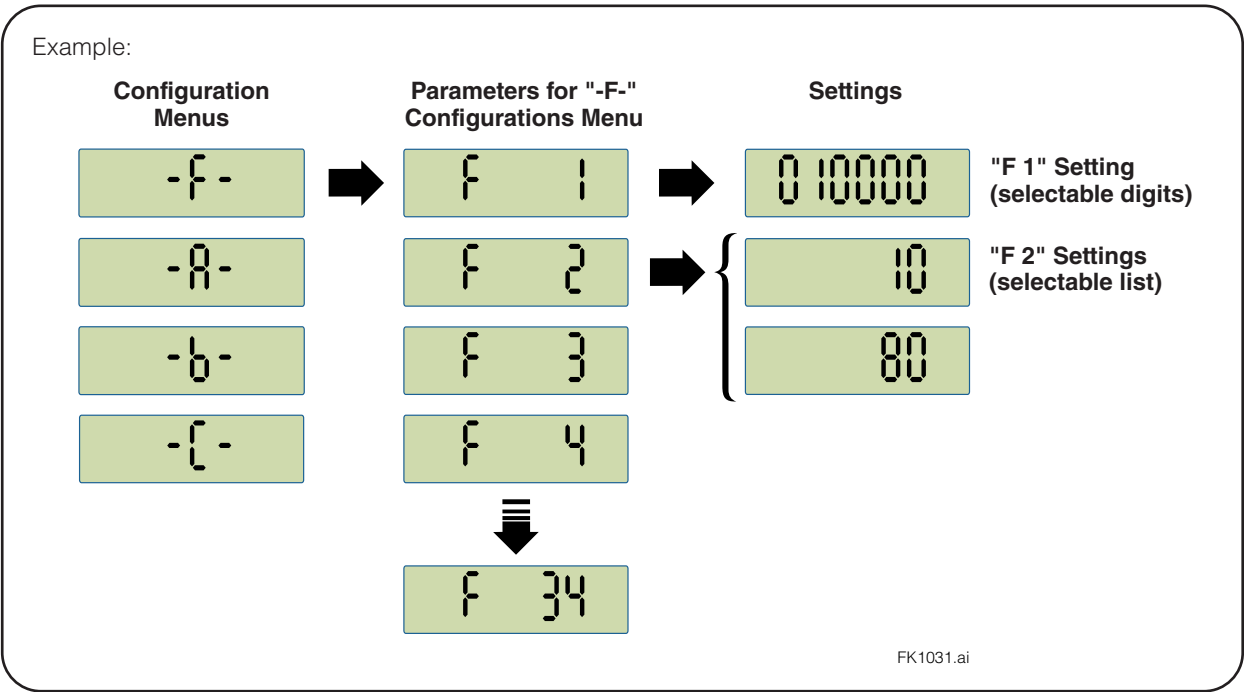 Example:
Configuration
Menus
Parameters for "-F-"
Configurations Menu
Settings
-F-
F 1
010000
"F 1" Setting
(selectable digits)
-A-
F 2
10
"F 2" Settings
(selectable list)
-b-
F 3
80
-C-
F 4
F 34
FK1031.ai